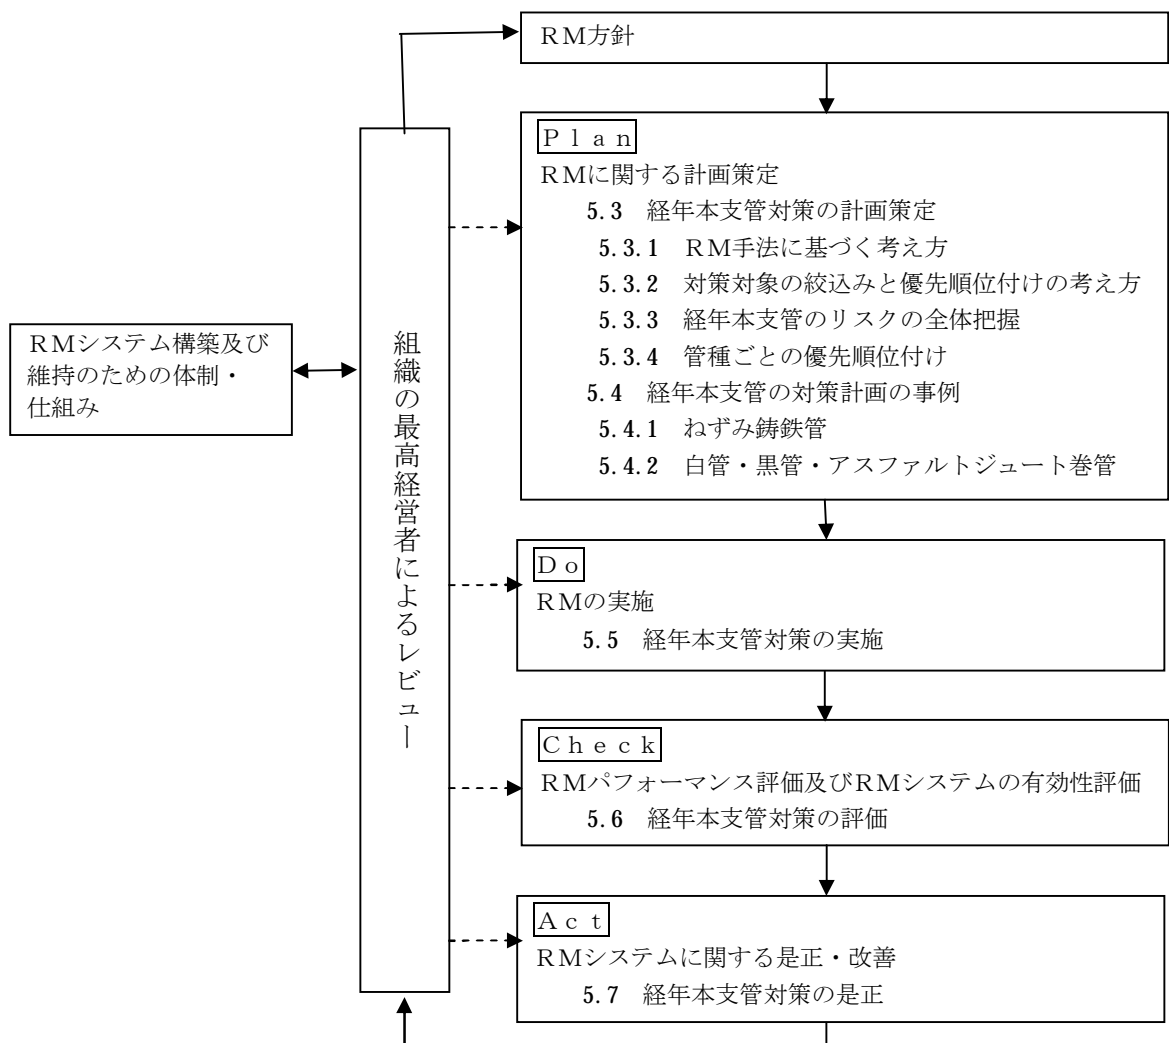 RM方針
Plan
RMに関する計画策定
5.3 経年本支管対策の計画策定
5.3.1 RM手法に基づく考え方
5.3.2 対策対象の絞込みと優先順位付けの考え方
5.3.3 経年本支管のリスクの全体把握
5.3.4 管種ごとの優先順位付け
5.4 経年本支管の対策計画の事例
5.4.1 ねずみ鋳鉄管
5.4.2 白管・黒管・アスファルトジュート巻管
RMシステム構築及び
維持のための体制・
仕組み
組織の最高経営者によるレビュー
Do
RMの実施
5.5 経年本支管対策の実施
Check
RMパフォーマンス評価及びRMシステムの有効性評価
5.6 経年本支管対策の評価
Act
RMシステムに関する是正・改善
5.7 経年本支管対策の是正